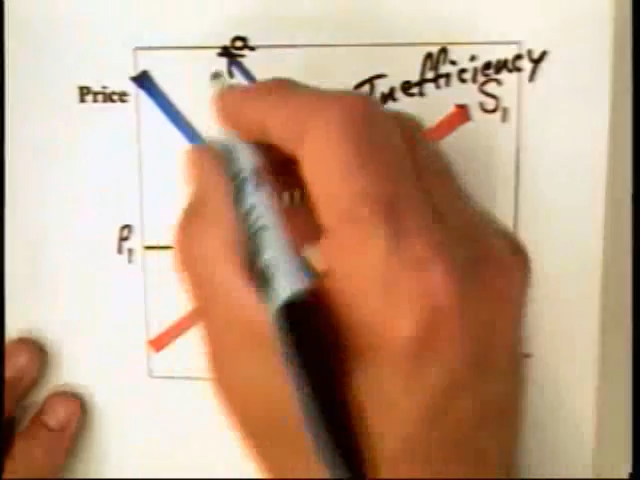 a
Inefficiency
Price
S₁
P₁